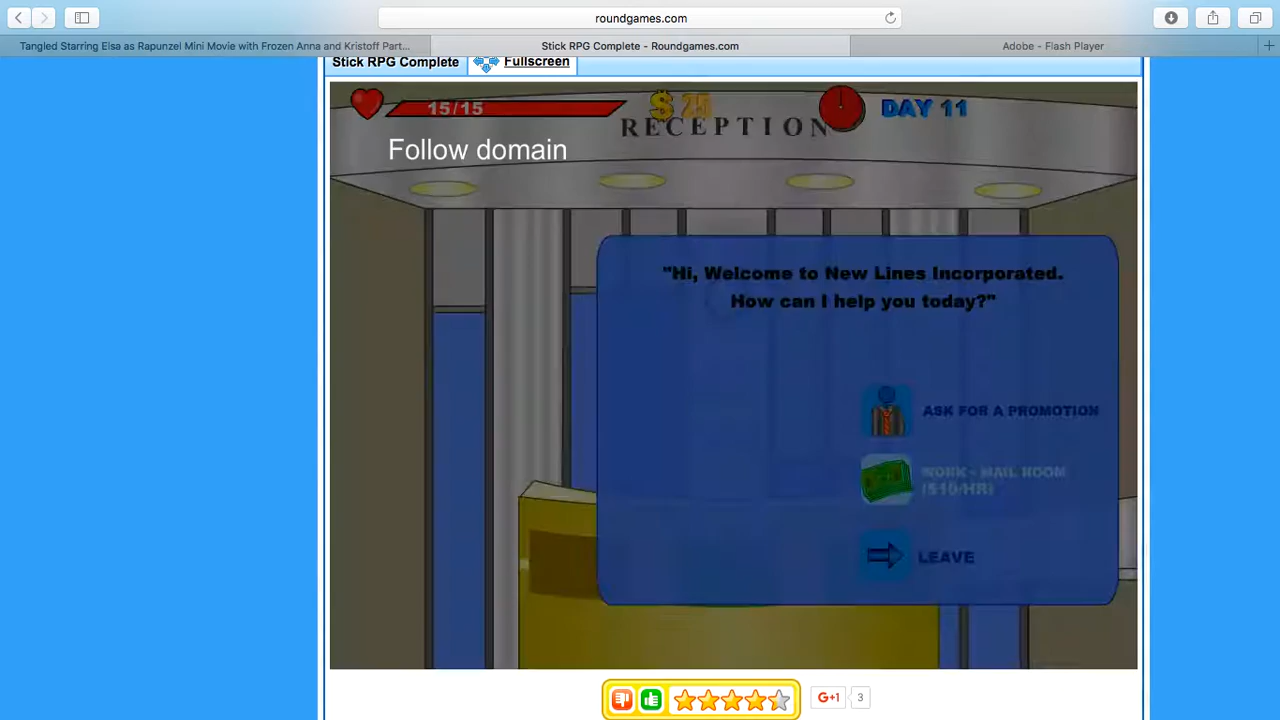 roundgames.com
Tangled Starring Elsa as Rapunzel Mini Movie with Frozen Anna and Kristoff Part...
Stick RPG Complete - Roundgames.com
Adobe - Flash Player
Stick RPG Complete
Fullscreen
15/15
DAY 11
RECEPTION
Follow domain
"Hi, Welcome to New Lines Incorporated.
How can I help you today?"
ASK FOR A PROMOTION
WORK - MAIL ROOM
($10/HR)
LEAVE
G+1
3